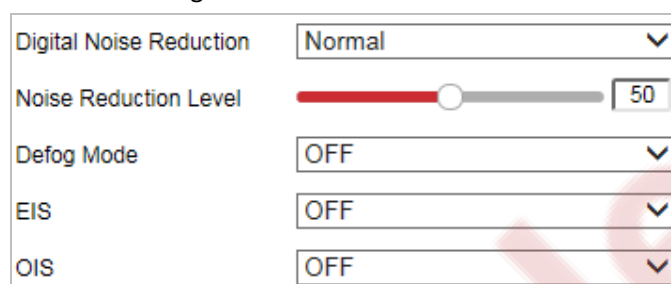 Digital Noise Reduction Normal
Noise Reduction Level 50
Defog Mode OFF
EIS OFF
OIS OFF